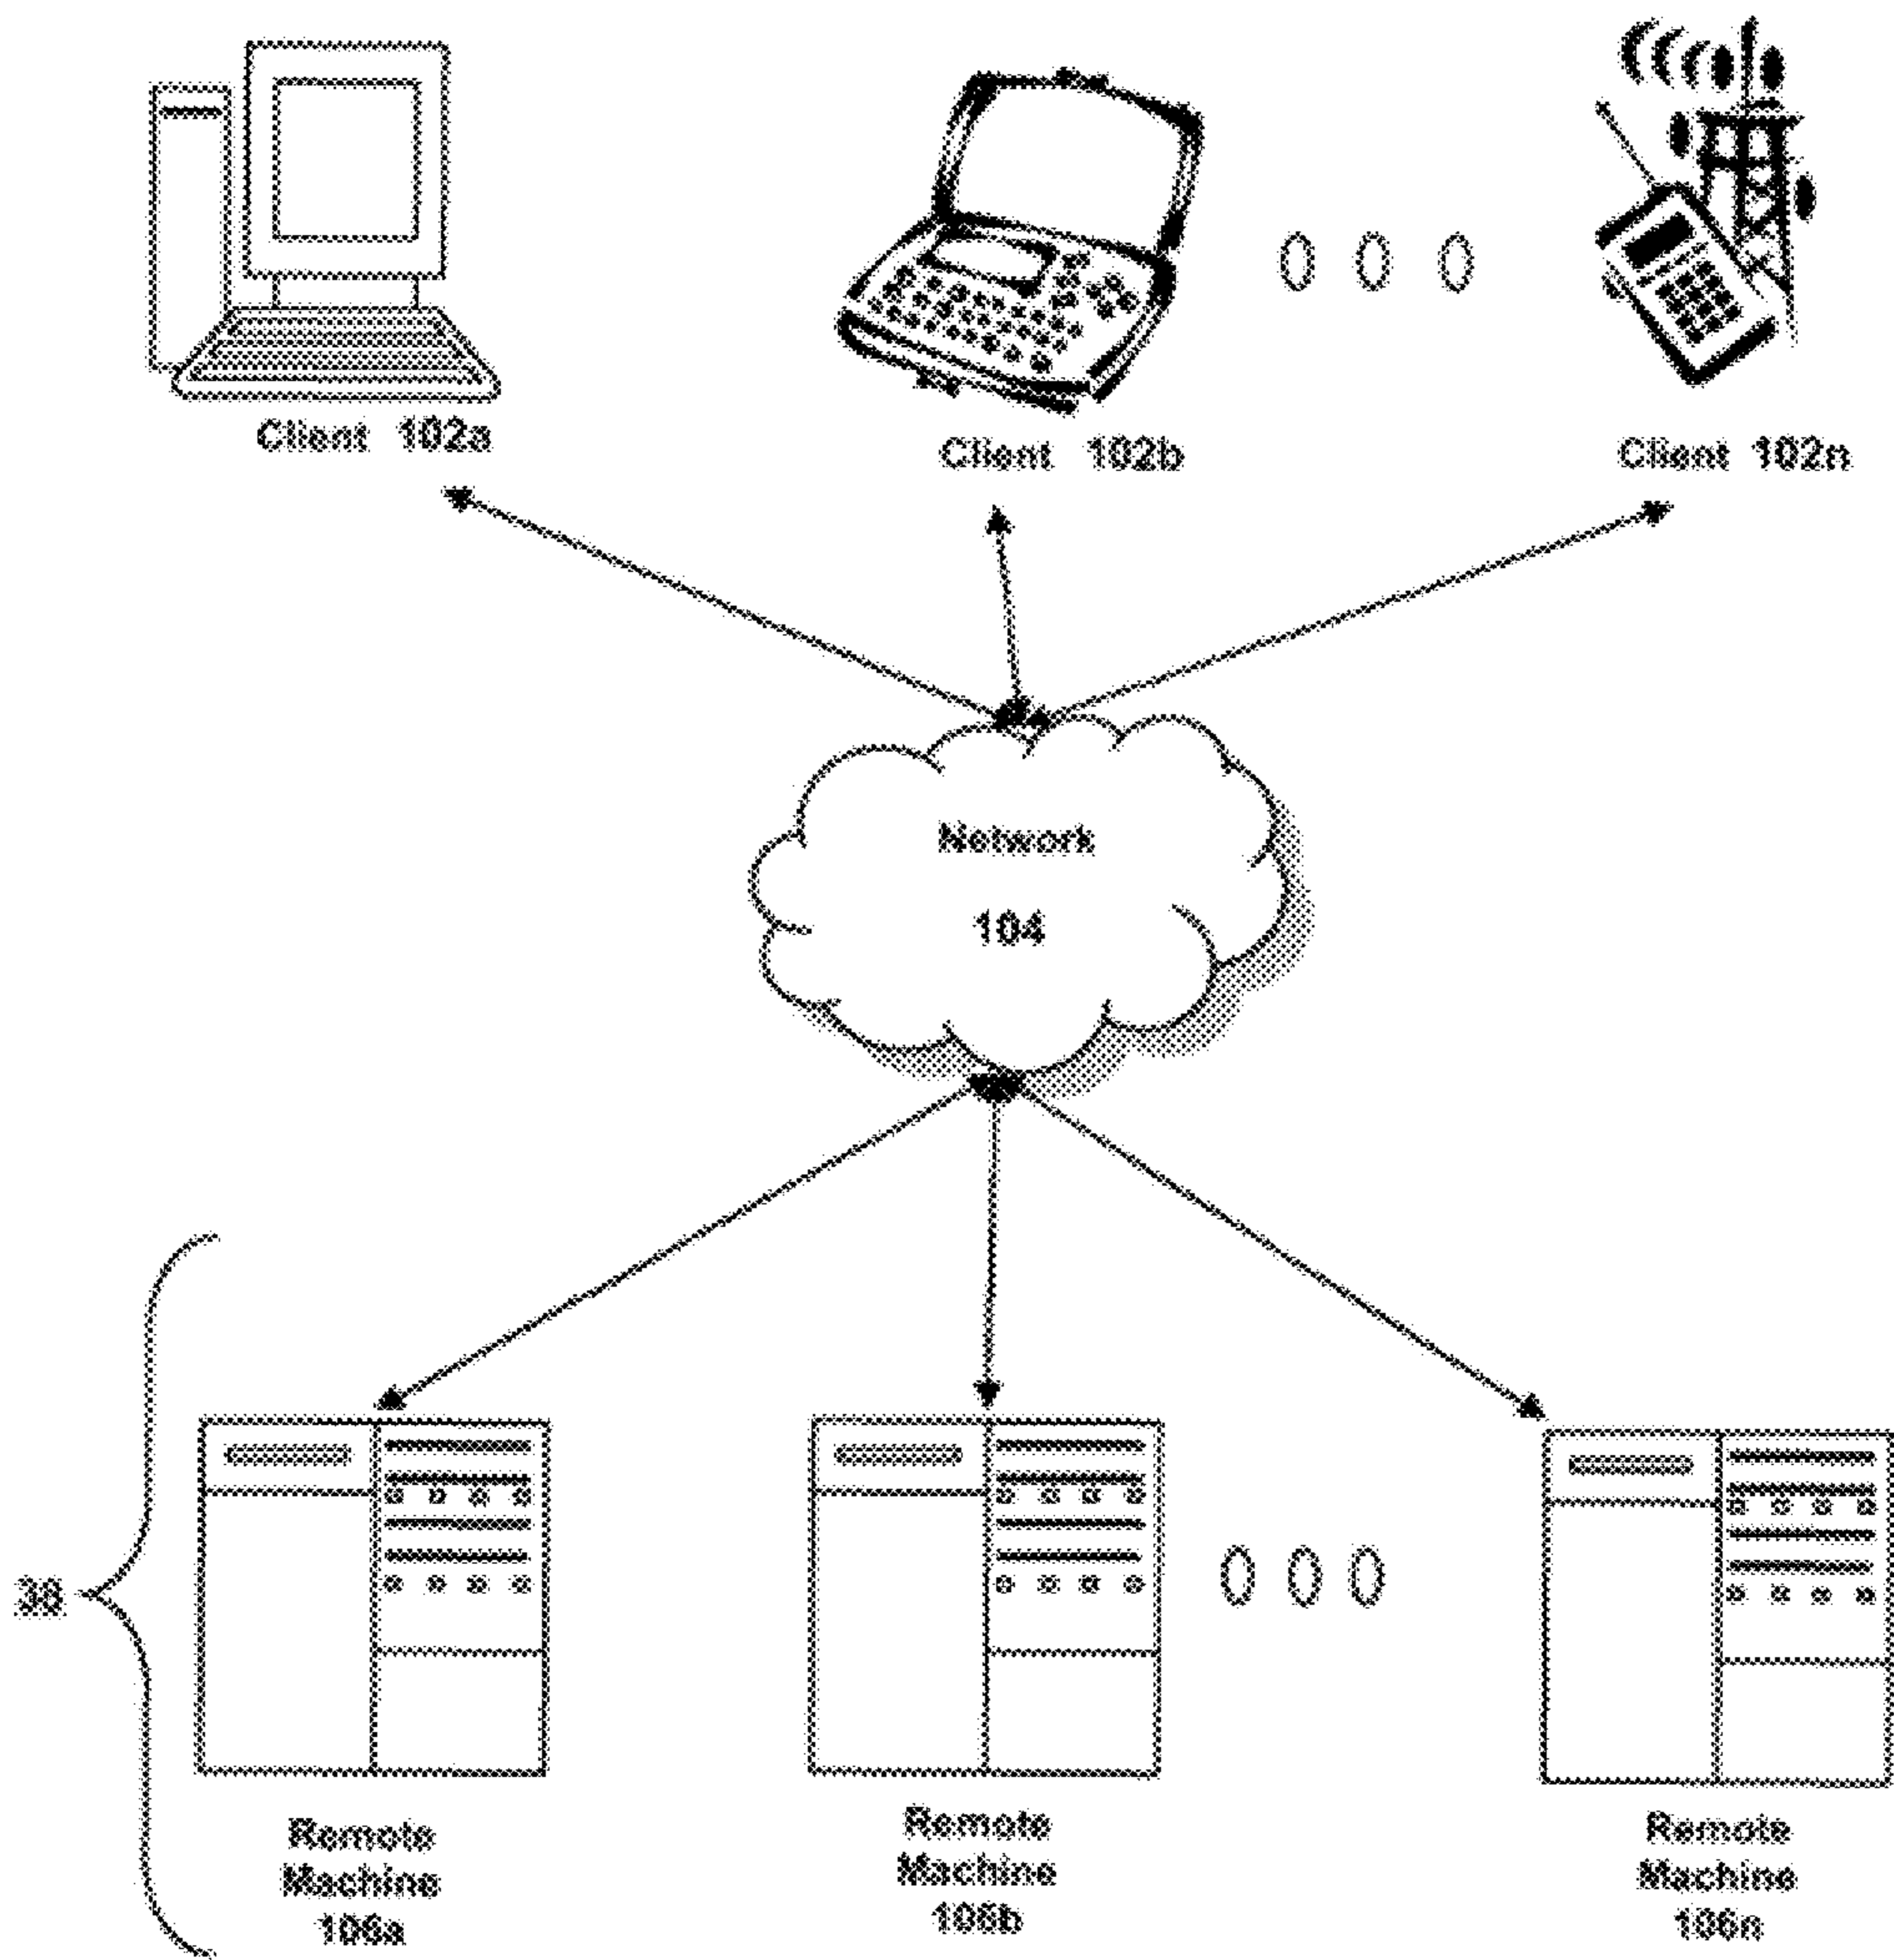 Client 102a
Client 102b
Client 102n
Network
104
38
Remote
Machine
106a
Remote
Machine
106b
Remote
Machine
106n